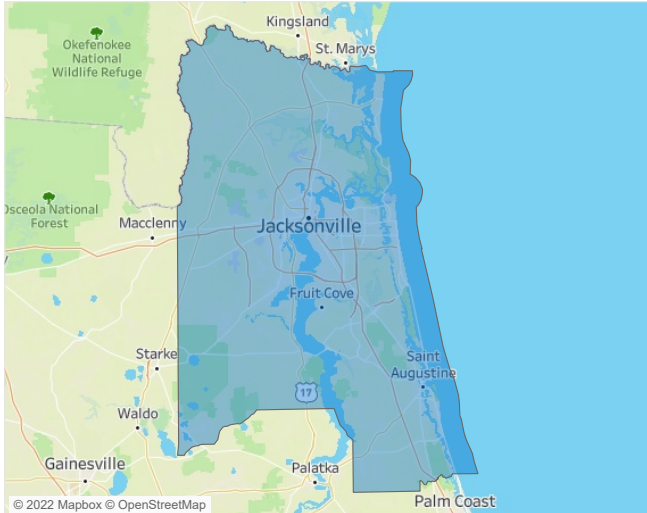 Kingsland
Okefenokee
National
Wildlife Refuge
St. Marys
Osceola National
Forest
Macclenny
Jacksonville
Fruit Cove
Starke
Saint
Augustine
17
Waldo
Gainesville
Palatka
Palm Coast
© 2022 Mapbox © OpenStreetMap